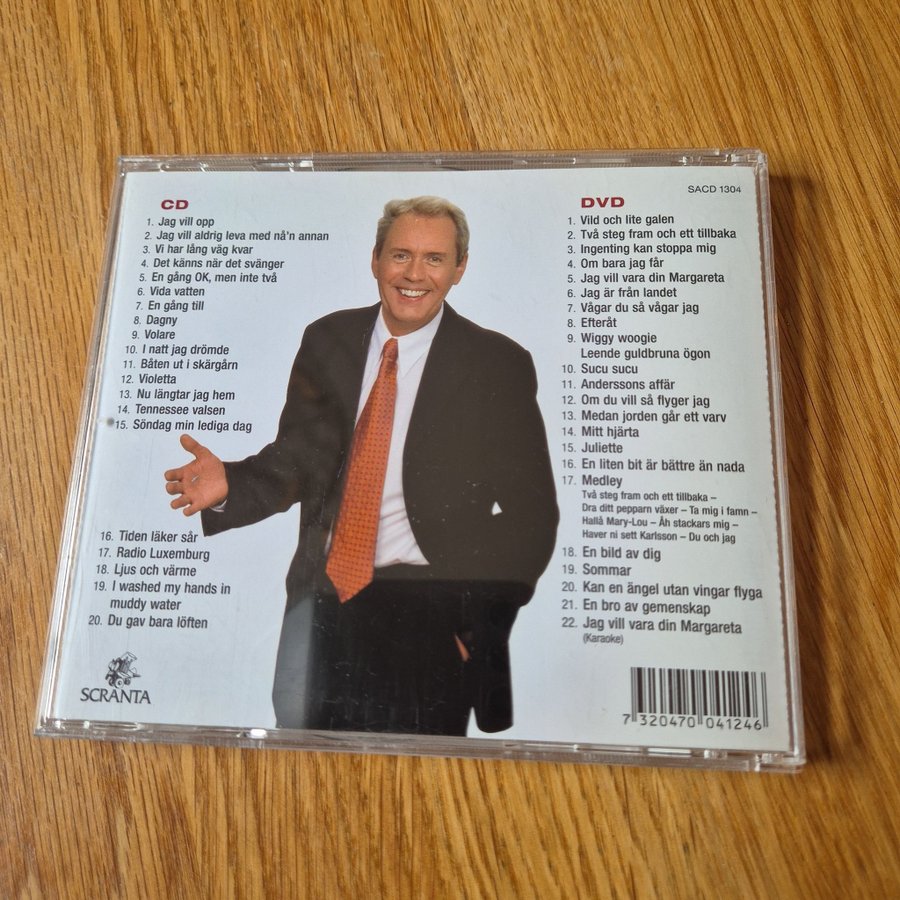 CD
1. Jag vill opp
2. Jag vill aldrig leva med nå'n annan
3. Vi har lång väg kvar
4. Det känns när det svänger
5. En gång OK, men inte två
6. Vida vatten
7. En gång till
8. Dagny
9. Volare
10. I natt jag drömde
11. Båten ut i skärgårn
12. Violetta
13. Nu längtar jag hem
14. Tennessee valsen
15. Söndag min lediga dag
16. Tiden läker sår
17. Radio Luxemburg
18. Ljus och värme
19. I washed my hands in
muddy water
20. Du gav bara löften
SCRANTA
SACD 1304
DVD
1. Vild och lite galen
2. Två steg fram och ett tillbaka
3. Ingenting kan stoppa mig
4. Om bara jag får
5. Jag vill vara din Margareta
6. Jag är från landet
7. Vågar du så vågar jag
8. Efteråt
9. Wiggy woogie
Leende guldbruna ögon
10. Sucu sucu
11. Anderssons affär
12. Om du vill så flyger jag
13. Medan jorden går ett varv
14. Mitt hjärta
15. Juliette
16. En liten bit är bättre än nada
17. Medley
Två steg fram och ett tillbaka –
Dra ditt pepparn växer – Ta mig i famn –
Hallå Mary-Lou – Åh stackars mig –
Haver ni sett Karlsson – Du och jag
18. En bild av dig
19. Sommar
20. Kan en ängel utan vingar flyga
21. En bro av gemenskap
22. Jag vill vara din Margareta
(Karaoke)
7 320470 041246